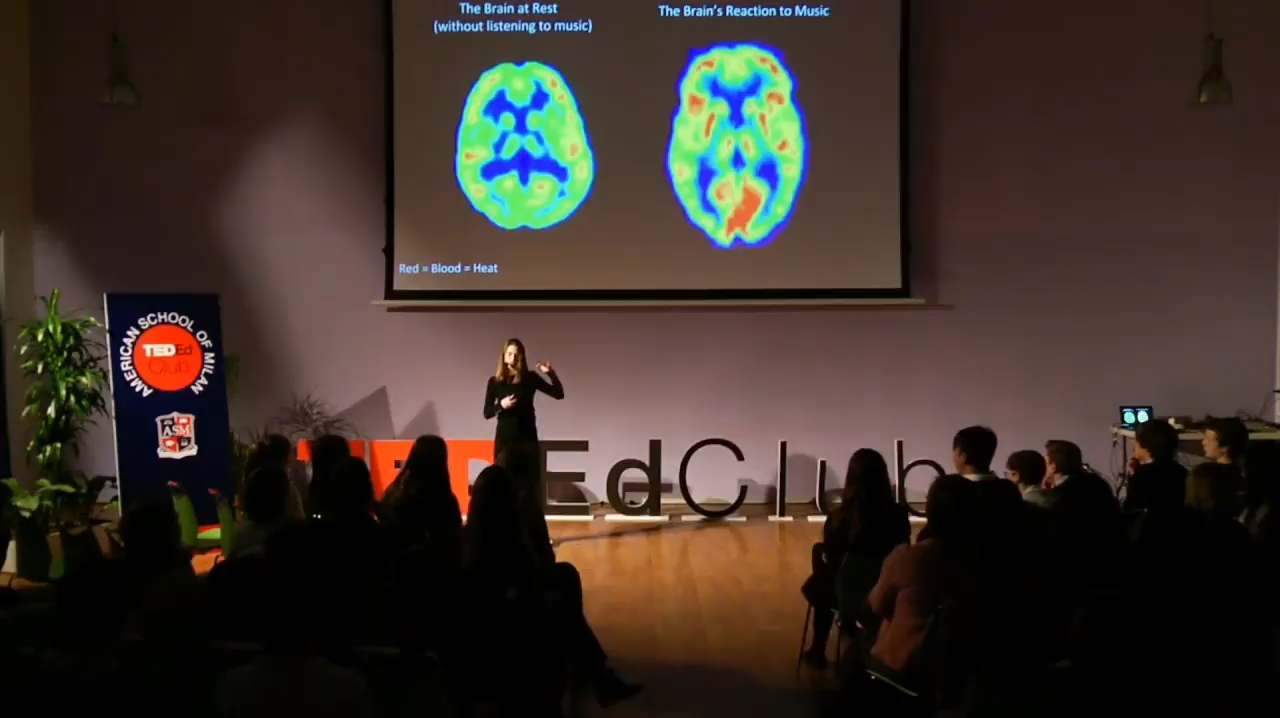 The Brain at Rest
(without listening to music)
The Brain's Reaction to Music
Red = Blood = Heat
AMERICAN SCHOOL OF MILAN
TEDEd
Club
ASM
TEDEdClub